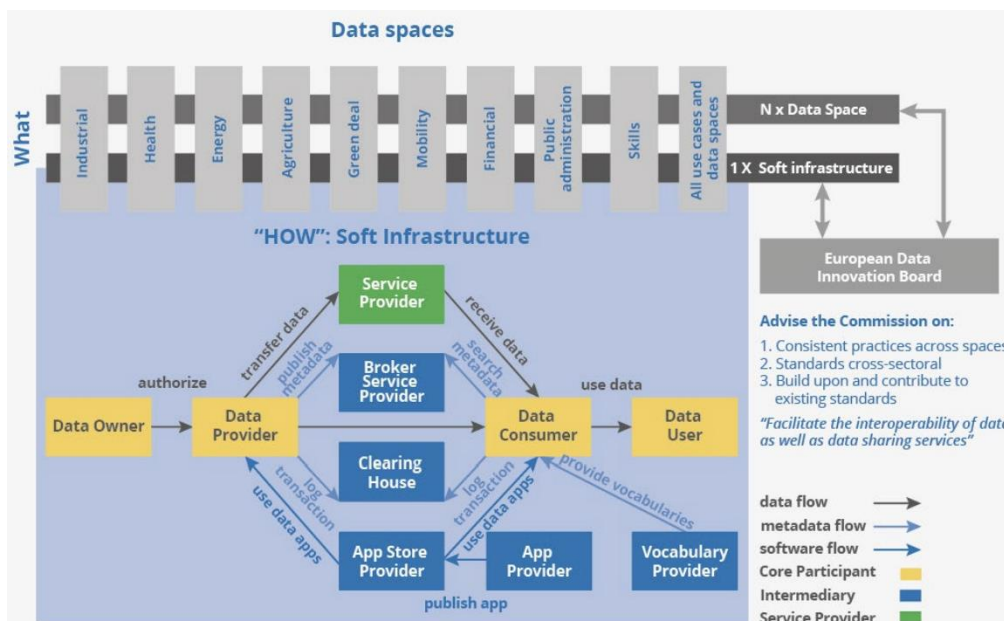 Data spaces
What
Industrial
Health
Energy
Agriculture
Green deal
Mobility
Financial
Public
administration
Skills
All use cases and
data spaces
N x Data Space
1 X Soft infrastructure
“HOW”: Soft Infrastructure
European Data
Innovation Board
Service
Provider
transfer data
receive data
publish
metadata
search
metadata
Broker
Service Provider
authorize
use data
Data Owner
Data
Provider
Data
Consumer
Data
User
Clearing
House
log
transaction
log
transaction
use data apps
use data apps
provide vocabularies
App Store
Provider
App
Provider
Vocabulary
Provider
publish app
Advise the Commission on:
1. Consistent practices across spaces
2. Standards cross-sectoral
3. Build upon and contribute to
existing standards
“Facilitate the interoperability of data
as well as data sharing services”
data flow
metadata flow
software flow
Core Participant
Intermediary
Service Provider